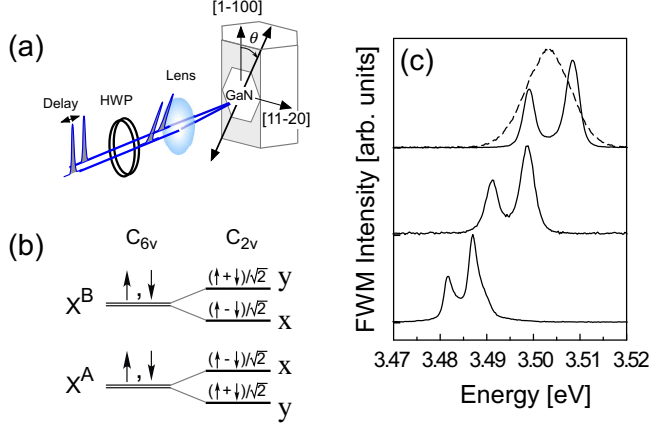 (a)
[1-100]
θ
Lens
HWP
Delay
GaN
[11-20]
(b)
C6v C2v
X^B
↑,↓
(↑+↓)/√2 y
(↑-↓)/√2 x
X^A
↑,↓
(↑-↓)/√2 x
(↑+↓)/√2 y
(c)
FWM Intensity [arb. units]
3.47 3.48 3.49 3.50 3.51 3.52
Energy [eV]